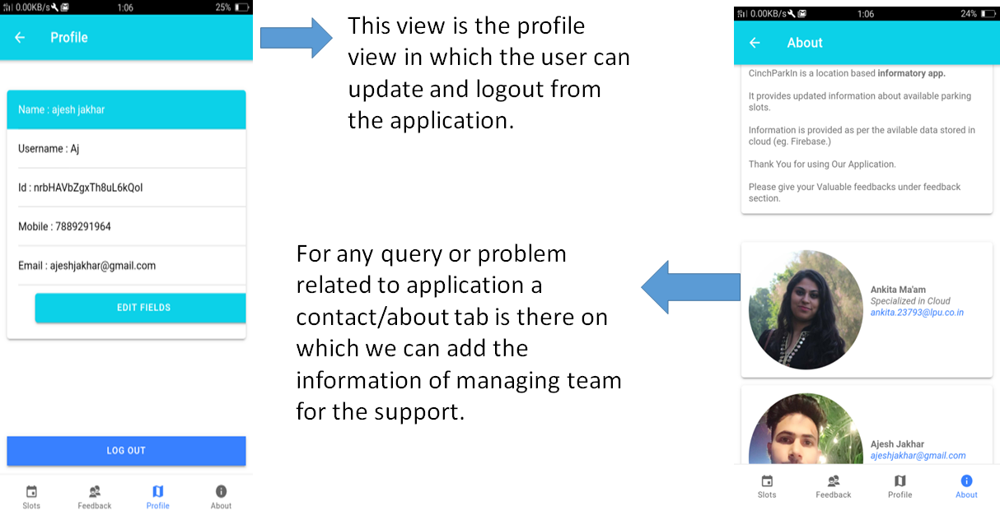 0.00KB/s 1:06 25%
Profile
Name : ajesh jakhar
Username : Aj
Id : nrbHAVbZgxTh8uL6kQoI
Mobile : 7889291964
Email : ajeshjakhar@gmail.com
EDIT FIELDS
LOG OUT
Slots Feedback Profile About
This view is the profile
view in which the user can
update and logout from
the application.
For any query or problem
related to application a
contact/about tab is there on
which we can add the
information of managing team
for the support.
0.00KB/s 1:06 24%
About
CinchParkIn is a location based informatory app.
It provides updated information about available parking
slots.
Information is provided as per the avilable data stored in
cloud (eg. Firebase.)
Thank You for using Our Application.
Please give your Valuable feedbacks under feedback
section.
Ankita Ma'am
Specialized in Cloud
ankita.23793@lpu.co.in
Ajesh Jakhar
ajeshjakhar@gmail.com
Slots Feedback Profile About